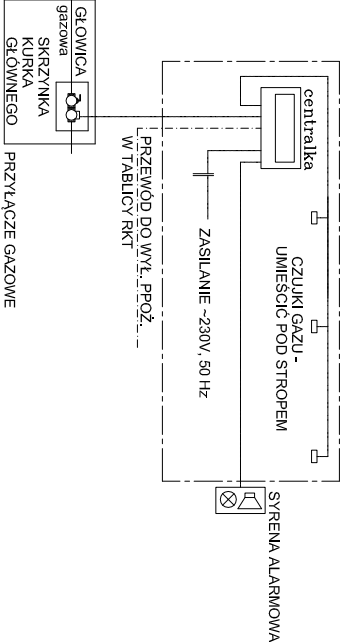 GŁOWICA
gazowa
SKRZYNKA
KURKA
GŁÓWNEGO
PRZYŁĄCZE GAZOWE
centralka
CZUJKI GAZU -
UMIEŚCIĆ POD STROPEM
ZASILANIE ~230V, 50 Hz
PRZEWÓD DO WYŁ. PPOŻ.
W TABLICY RKT
SYRENA ALARMOWA